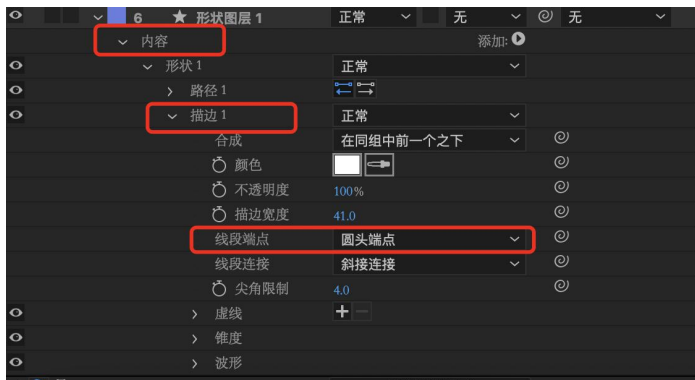 6 ★ 形状图层 1 正常 无 无
内容 添加:
形状 1 正常
路径 1
描边 1 正常
合成 在同组中前一个之下
颜色
不透明度 100%
描边宽度 41.0
线段端点 圆头端点
线段连接 斜接连接
尖角限制 4.0
虚线 + −
锥度
波形